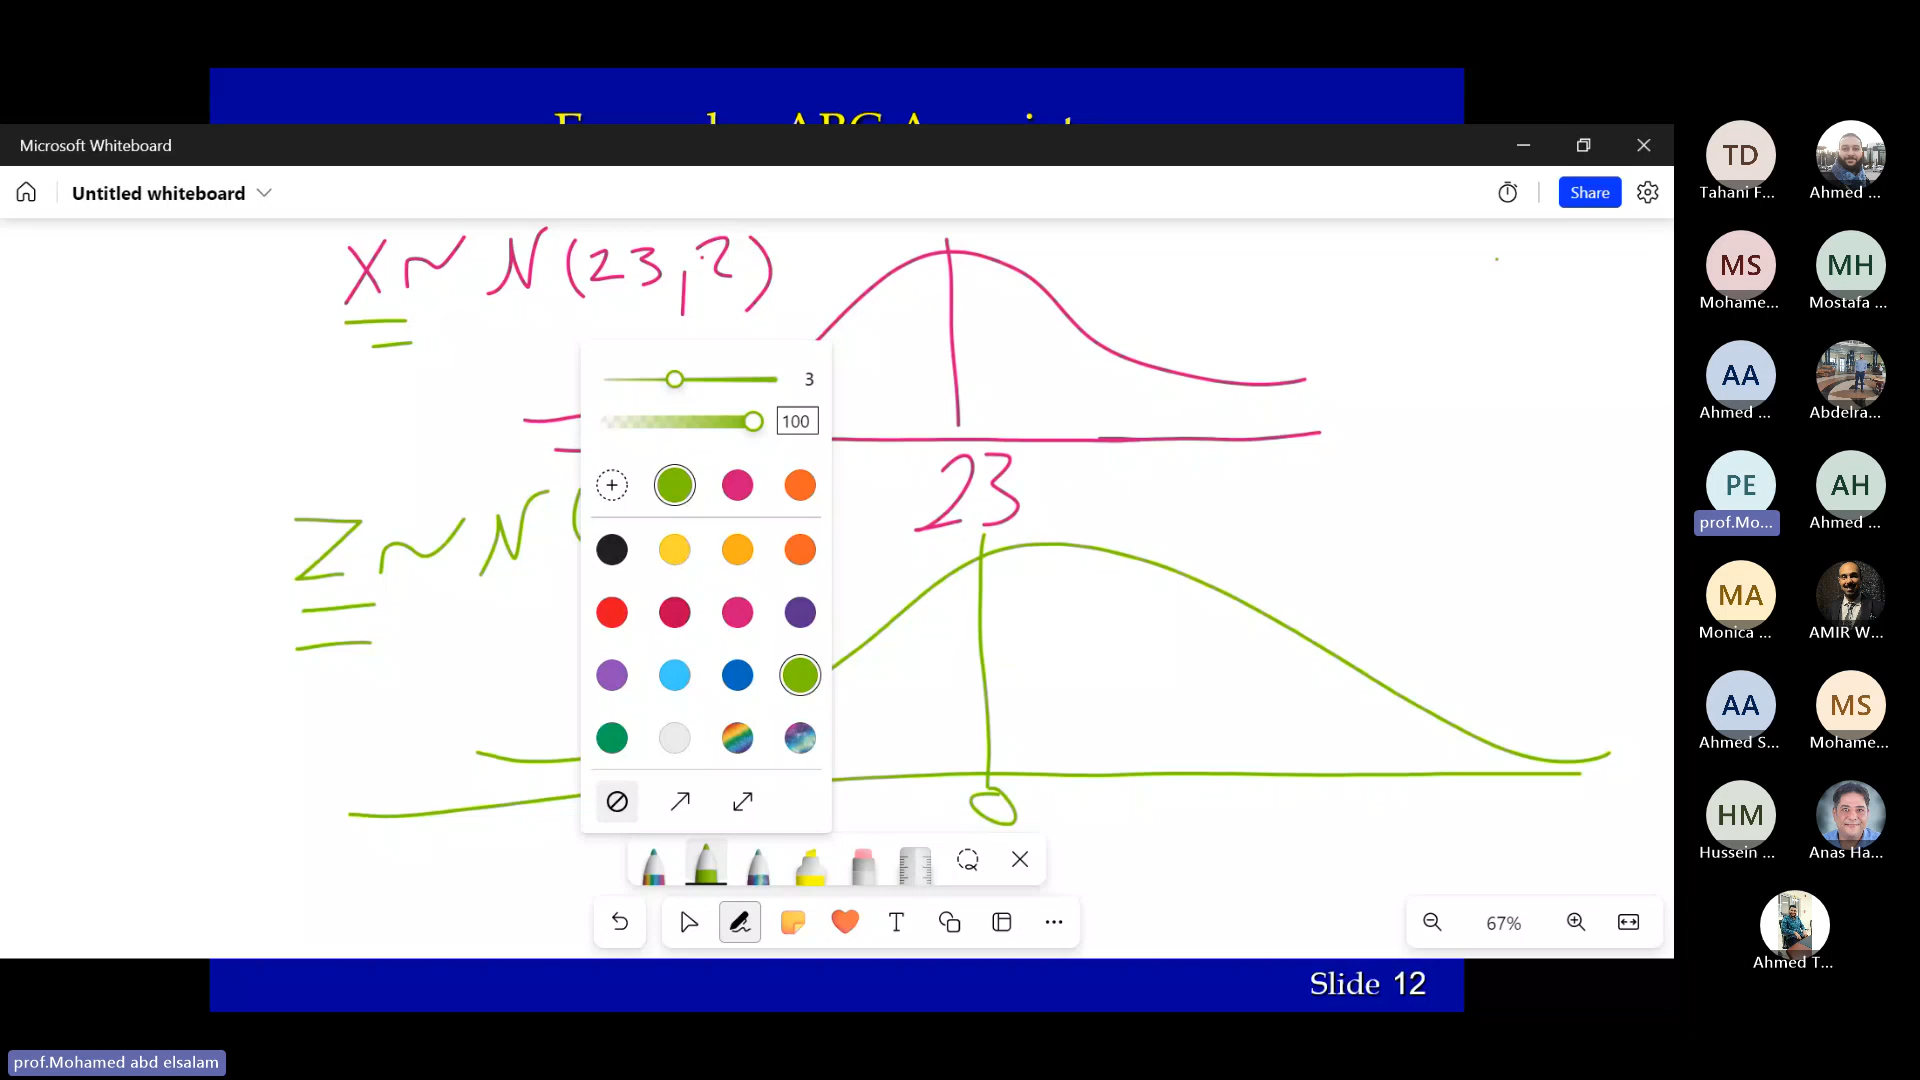 Microsoft Whiteboard
Untitled whiteboard
Share
X ~ N(23,2)
3
100
23
Z ~ N(
0
67%
Slide 12
TD
Tahani F...
Ahmed ...
MS
Mohame...
MH
Mostafa ...
AA
Ahmed ...
Abdelra...
PE
prof.Mo...
AH
Ahmed ...
MA
Monica ...
AMIR W...
AA
Ahmed S...
MS
Mohame...
HM
Hussein ...
Anas Ha...
Ahmed T...
prof.Mohamed abd elsalam